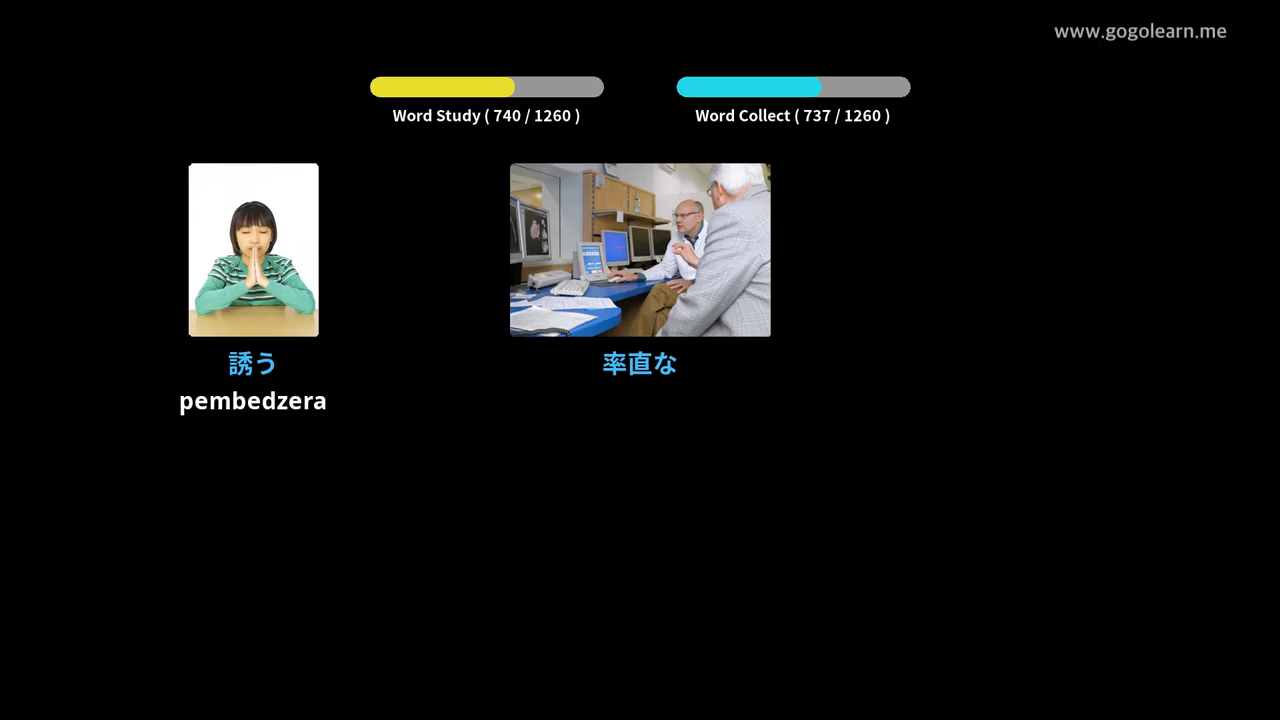 www.gogolearn.me
Word Study ( 740 / 1260 )
Word Collect ( 737 / 1260 )
誘う
率直な
pembedzera